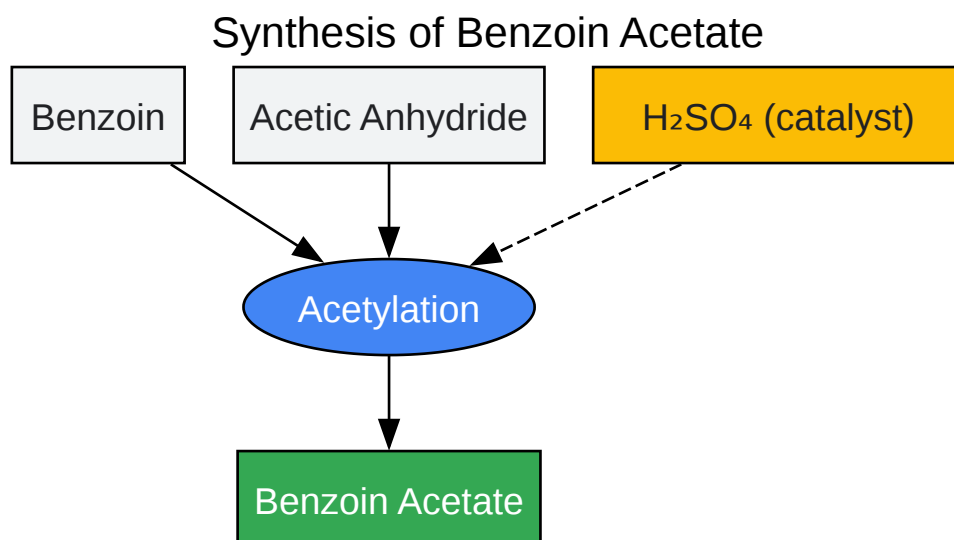 Synthesis of Benzoin Acetate
Benzoin
Acetic Anhydride
H₂SO₄ (catalyst)
Acetylation
Benzoin Acetate